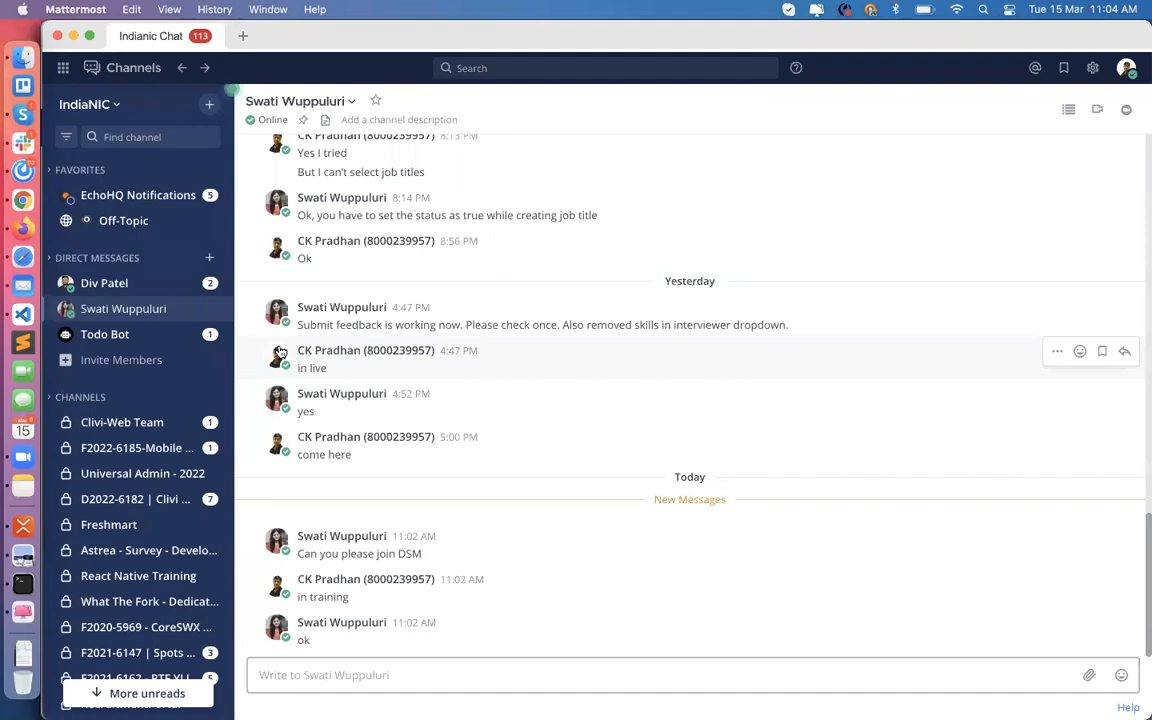 Mattermost Edit View History Window Help Tue 15 Mar 11:04 AM
Indianic Chat 113
Channels Search
IndiaNIC
Find channel
FAVORITES
EchoHQ Notifications 5
Off-Topic
DIRECT MESSAGES
Div Patel 2
Swati Wuppuluri
Todo Bot 1
Invite Members
CHANNELS
Clivi-Web Team 1
F2022-6185-Mobile ... 1
Universal Admin - 2022
D2022-6182 | Clivi ... 7
Freshmart
Astrea - Survey - Develo...
React Native Training
What The Fork - Dedicat...
F2020-5969 - CoreSWX ...
F2021-6147 | Spots ... 3
More unreads
Swati Wuppuluri
Online Add a channel description
CK Pradhan (8000239957) 8:13 PM
Yes I tried
But I can't select job titles
Swati Wuppuluri 8:14 PM
Ok, you have to set the status as true while creating job title
CK Pradhan (8000239957) 8:56 PM
Ok
Yesterday
Swati Wuppuluri 4:47 PM
Submit feedback is working now. Please check once. Also removed skills in interviewer dropdown.
CK Pradhan (8000239957) 4:47 PM
in live
Swati Wuppuluri 4:52 PM
yes
CK Pradhan (8000239957) 5:00 PM
come here
Today
New Messages
Swati Wuppuluri 11:02 AM
Can you please join DSM
CK Pradhan (8000239957) 11:02 AM
in training
Swati Wuppuluri 11:02 AM
ok
Write to Swati Wuppuluri
Help